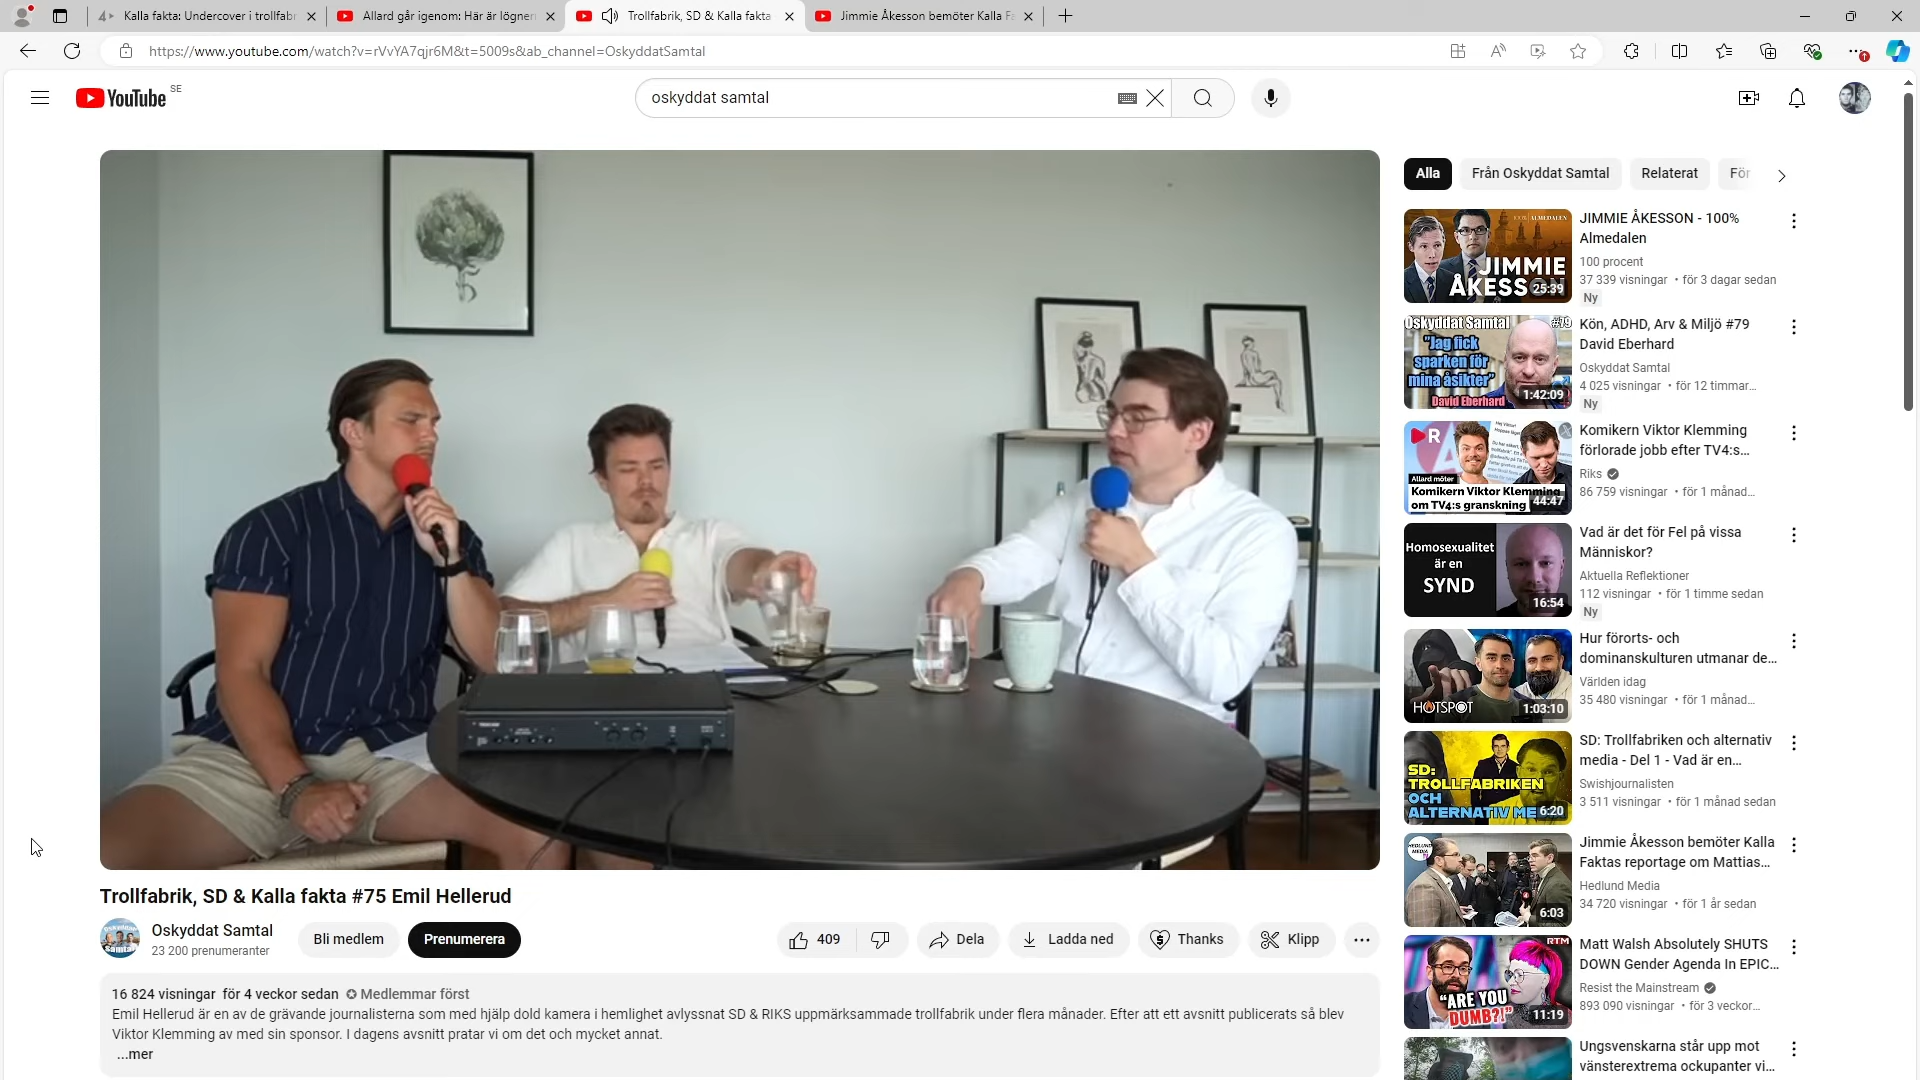 Kalla fakta: Undercover i trollfabr
Allard går igenom: Här är lögner
Trollfabrik, SD & Kalla fakta
Jimmie Åkesson bemöter Kalla Fa
https://www.youtube.com/watch?v=rVvYA7qjr6M&t=5009s&ab_channel=OskyddatSamtal
YouTube SE
oskyddat samtal
Alla
Från Oskyddat Samtal
Relaterat
För
JIMMIE ÅKESSON
25:39
JIMMIE ÅKESSON - 100%
Almedalen
100 procent
37 339 visningar • för 3 dagar sedan
Ny
Oskyddat Samtal #79
"Jag fick
sparken för
mina åsikter"
David Eberhard
1:42:09
Kön, ADHD, Arv & Miljö #79
David Eberhard
Oskyddat Samtal
4 025 visningar • för 12 timmar...
Ny
R
Allard möter
Komikern Viktor Klemming
om TV4:s granskning
44:47
Komikern Viktor Klemming
förlorade jobb efter TV4:s...
Riks
86 759 visningar • för 1 månad...
Homosexualitet
är en
SYND
16:54
Vad är det för Fel på vissa
Människor?
Aktuella Reflektioner
112 visningar • för 1 timme sedan
Ny
HOTSPOT
1:03:10
Hur förorts- och
dominanskulturen utmanar de...
Världen idag
35 480 visningar • för 1 månad...
SD:
TROLLFABRIKEN
OCH
ALTERNATIV ME
6:20
SD: Trollfabriken och alternativ
media - Del 1 - Vad är en...
Swishjournalisten
3 511 visningar • för 1 månad sedan
HEDLUND
MEDIA
6:03
Jimmie Åkesson bemöter Kalla
Faktas reportage om Mattias...
Hedlund Media
34 720 visningar • för 1 år sedan
RTM
"ARE YOU
DUMB?!"
11:19
Matt Walsh Absolutely SHUTS
DOWN Gender Agenda In EPIC...
Resist the Mainstream
893 090 visningar • för 3 veckor...
Ungsvenskarna står upp mot
vänsterextrema ockupanter vi...
Trollfabrik, SD & Kalla fakta #75 Emil Hellerud
Oskyddat Samtal
23 200 prenumeranter
Bli medlem
Prenumerera
409
Dela
Ladda ned
Thanks
Klipp
16 824 visningar för 4 veckor sedan Medlemmar först
Emil Hellerud är en av de grävande journalisterna som med hjälp dold kamera i hemlighet avlyssnat SD & RIKS uppmärksammade trollfabrik under flera månader. Efter att ett avsnitt publicerats så blev
Viktor Klemming av med sin sponsor. I dagens avsnitt pratar vi om det och mycket annat.
...mer